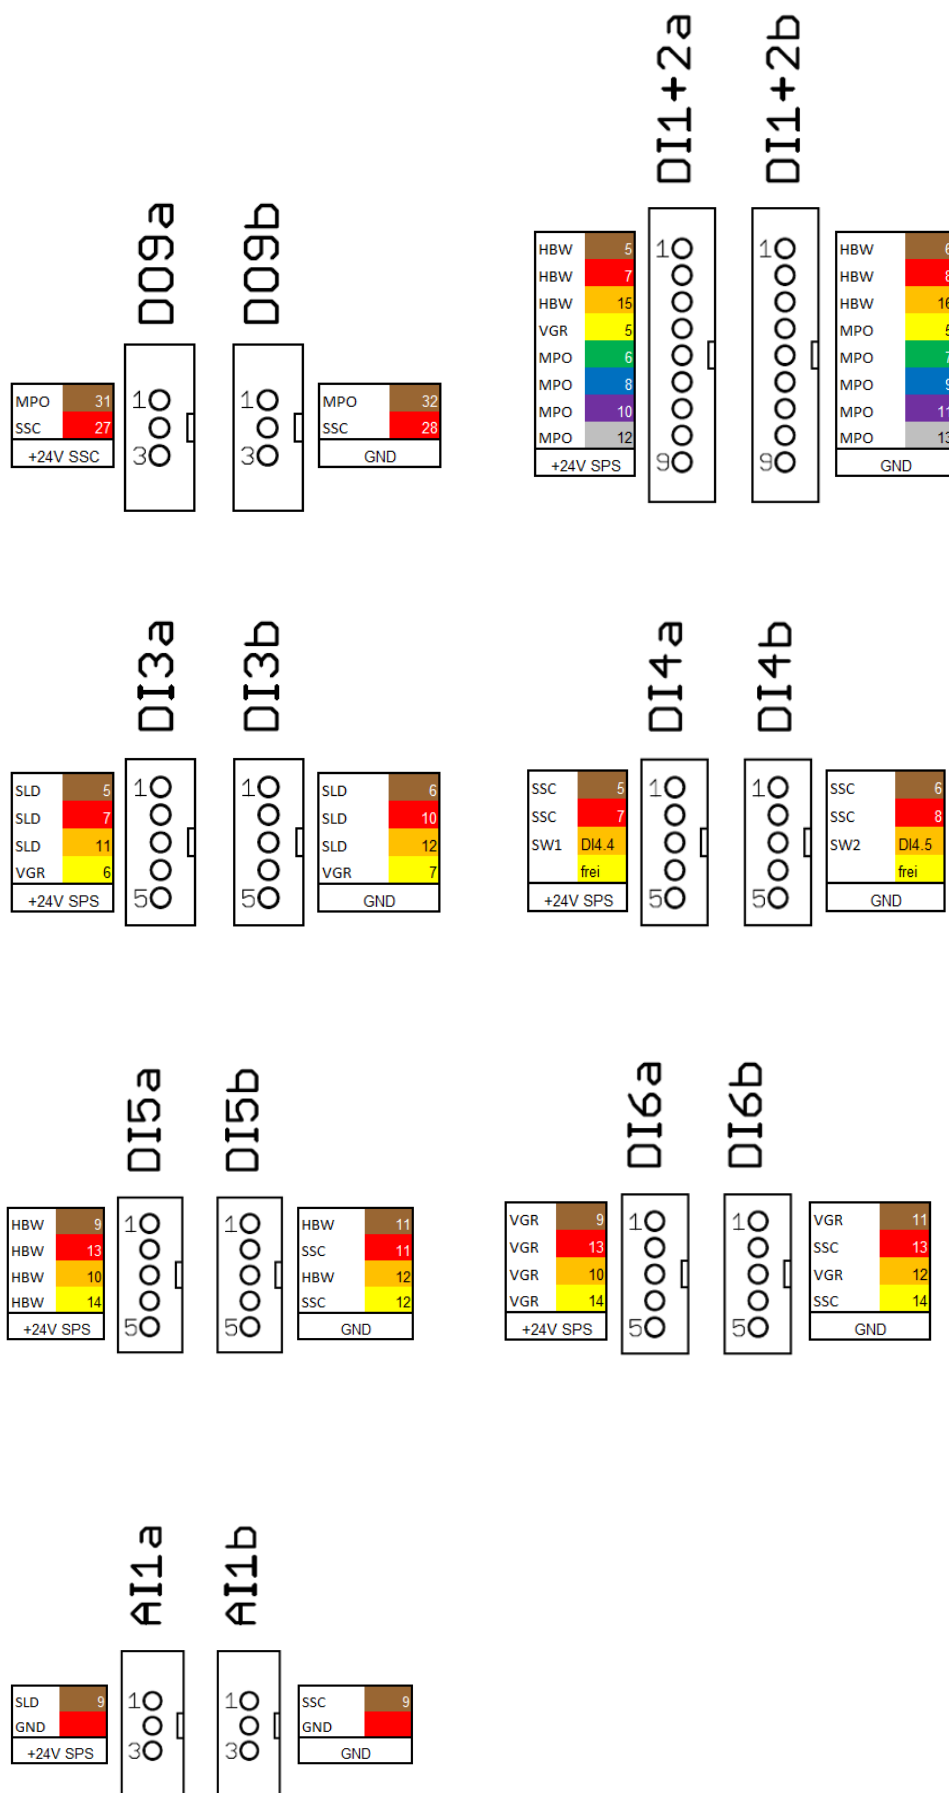 DO9a DO9b
MPO 31 1 1 MPO 32
SSC 27 SSC 28
+24V SSC 3 3 GND
DI1+2a DI1+2b
HBW 5 1 1 HBW 6
HBW 7 HBW 8
HBW 15 HBW 16
VGR 5 MPO 5
MPO 6 MPO 7
MPO 8 MPO 9
MPO 10 MPO 11
MPO 12 MPO 13
+24V SPS 9 9 GND
DI3a DI3b
SLD 5 1 1 SLD 6
SLD 7 SLD 10
SLD 11 SLD 12
VGR 6 VGR 7
+24V SPS 5 5 GND
DI4a DI4b
SSC 5 1 1 SSC 6
SSC 7 SSC 8
SW1 DI4.4 SW2 DI4.5
frei frei
+24V SPS 5 5 GND
DI5a DI5b
HBW 9 1 1 HBW 11
HBW 13 SSC 11
HBW 10 HBW 12
HBW 14 SSC 12
+24V SPS 5 5 GND
DI6a DI6b
VGR 9 1 1 VGR 11
VGR 13 SSC 13
VGR 10 VGR 12
VGR 14 SSC 14
+24V SPS 5 5 GND
AI1a AI1b
SLD 9 1 1 SSC 9
GND GND
+24V SPS 3 3 GND